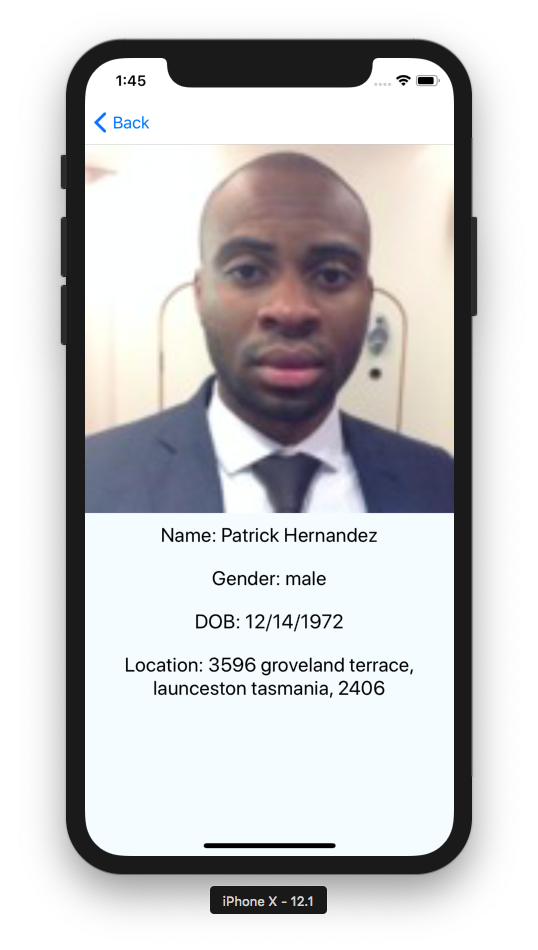 1:45
Back
Name: Patrick Hernandez
Gender: male
DOB: 12/14/1972
Location: 3596 groveland terrace,
launceston tasmania, 2406
iPhone X - 12.1